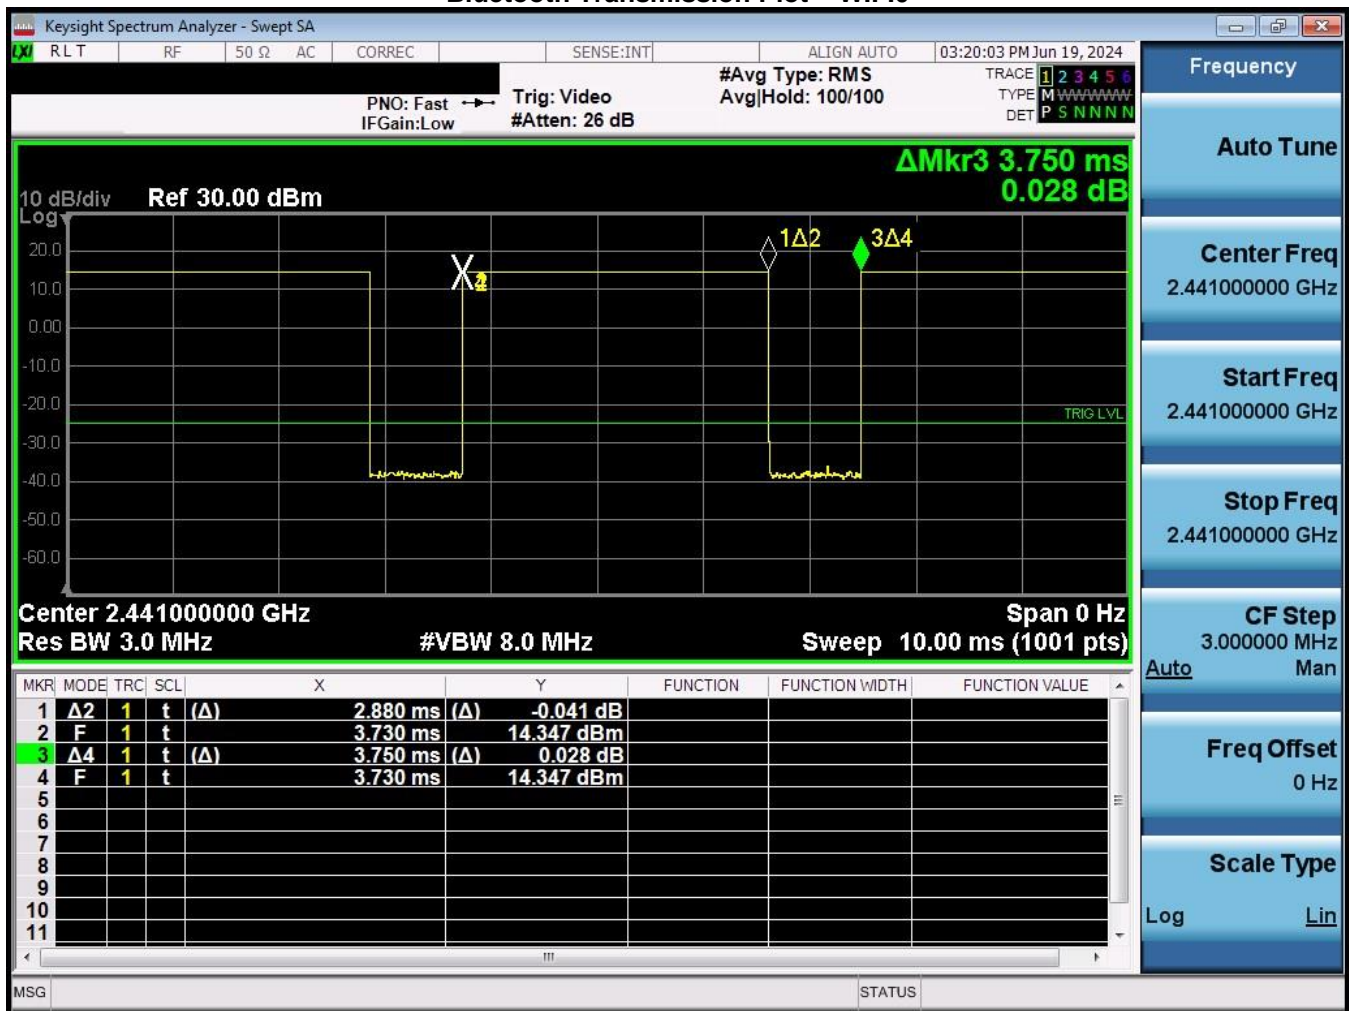 Keysight Spectrum Analyzer - Swept SA
LXI RLT RF 50 Ω AC CORREC SENSE:INT ALIGN AUTO 03:20:03 PM Jun 19, 2024
PNO: Fast
IFGain:Low
Trig: Video
#Atten: 26 dB
#Avg Type: RMS
Avg|Hold: 100/100
TRACE 1 2 3 4 5 6
TYPE M WWWWW
DET P S N N N N
ΔMkr3 3.750 ms
0.028 dB
10 dB/div Ref 30.00 dBm
Log
20.0
10.0
0.00
-10.0
-20.0
-30.0
-40.0
-50.0
-60.0
1Δ2
3Δ4
TRIG LVL
Center 2.441000000 GHz Span 0 Hz
Res BW 3.0 MHz #VBW 8.0 MHz Sweep 10.00 ms (1001 pts)
MKR MODE TRC SCL X Y FUNCTION FUNCTION WIDTH FUNCTION VALUE
1 Δ2 1 t (Δ) 2.880 ms (Δ) -0.041 dB
2 F 1 t 3.730 ms 14.347 dBm
3 Δ4 1 t (Δ) 3.750 ms (Δ) 0.028 dB
4 F 1 t 3.730 ms 14.347 dBm
5
6
7
8
9
10
11
MSG STATUS
Frequency
Auto Tune
Center Freq
2.441000000 GHz
Start Freq
2.441000000 GHz
Stop Freq
2.441000000 GHz
CF Step
3.000000 MHz
Auto Man
Freq Offset
0 Hz
Scale Type
Log Lin